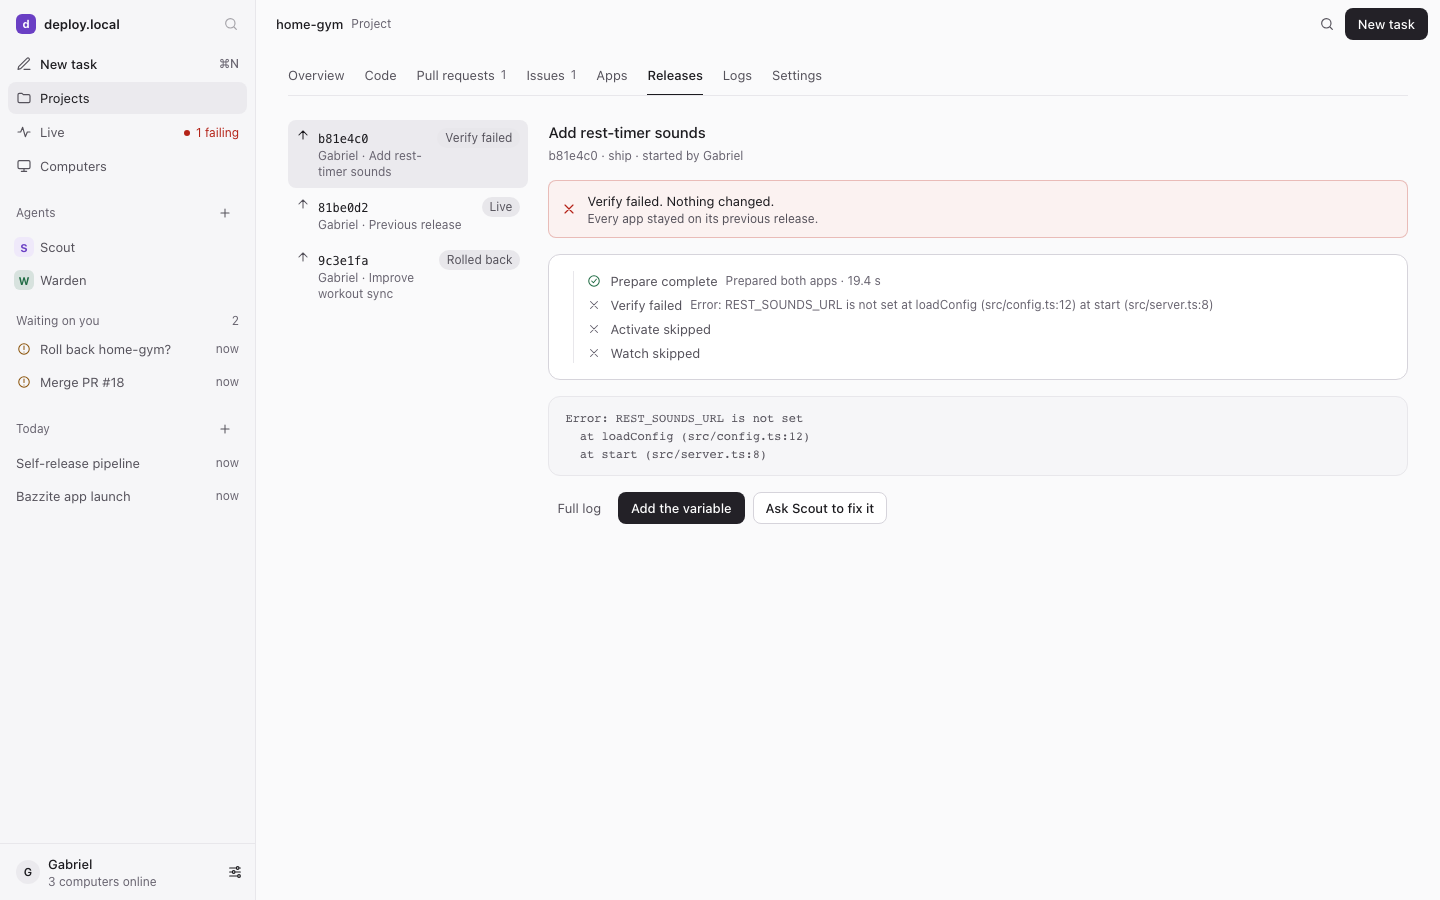 d deploy.local
New task ⌘N
Projects
Live 1 failing
Computers
Agents
S Scout
W Warden
Waiting on you 2
Roll back home-gym? now
Merge PR #18 now
Today
Self-release pipeline now
Bazzite app launch now
G Gabriel
3 computers online
home-gym Project
New task
Overview Code Pull requests 1 Issues 1 Apps Releases Logs Settings
b81e4c0 Verify failed
Gabriel · Add rest-
timer sounds
81be0d2 Live
Gabriel · Previous release
9c3e1fa Rolled back
Gabriel · Improve
workout sync
Add rest-timer sounds
b81e4c0 · ship · started by Gabriel
Verify failed. Nothing changed.
Every app stayed on its previous release.
Prepare complete Prepared both apps · 19.4 s
Verify failed Error: REST_SOUNDS_URL is not set at loadConfig (src/config.ts:12) at start (src/server.ts:8)
Activate skipped
Watch skipped
Error: REST_SOUNDS_URL is not set
at loadConfig (src/config.ts:12)
at start (src/server.ts:8)
Full log Add the variable Ask Scout to fix it